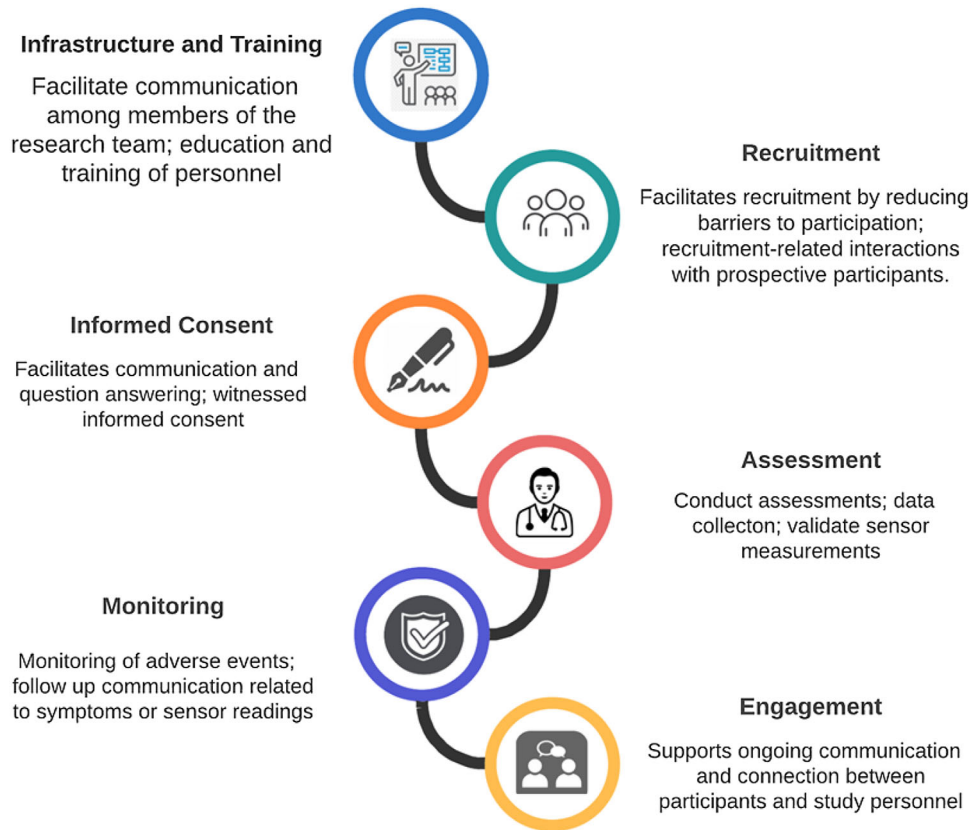 Infrastructure and Training
Facilitate communication
among members of the
research team; education and
training of personnel
Recruitment
Facilitates recruitment by reducing
barriers to participation;
recruitment-related interactions
with prospective participants.
Informed Consent
Facilitates communication and
question answering; witnessed
informed consent
Assessment
Conduct assessments; data
collecton; validate sensor
measurements
Monitoring
Monitoring of adverse events;
follow up communication related
to symptoms or sensor readings
Engagement
Supports ongoing communication
and connection between
participants and study personnel